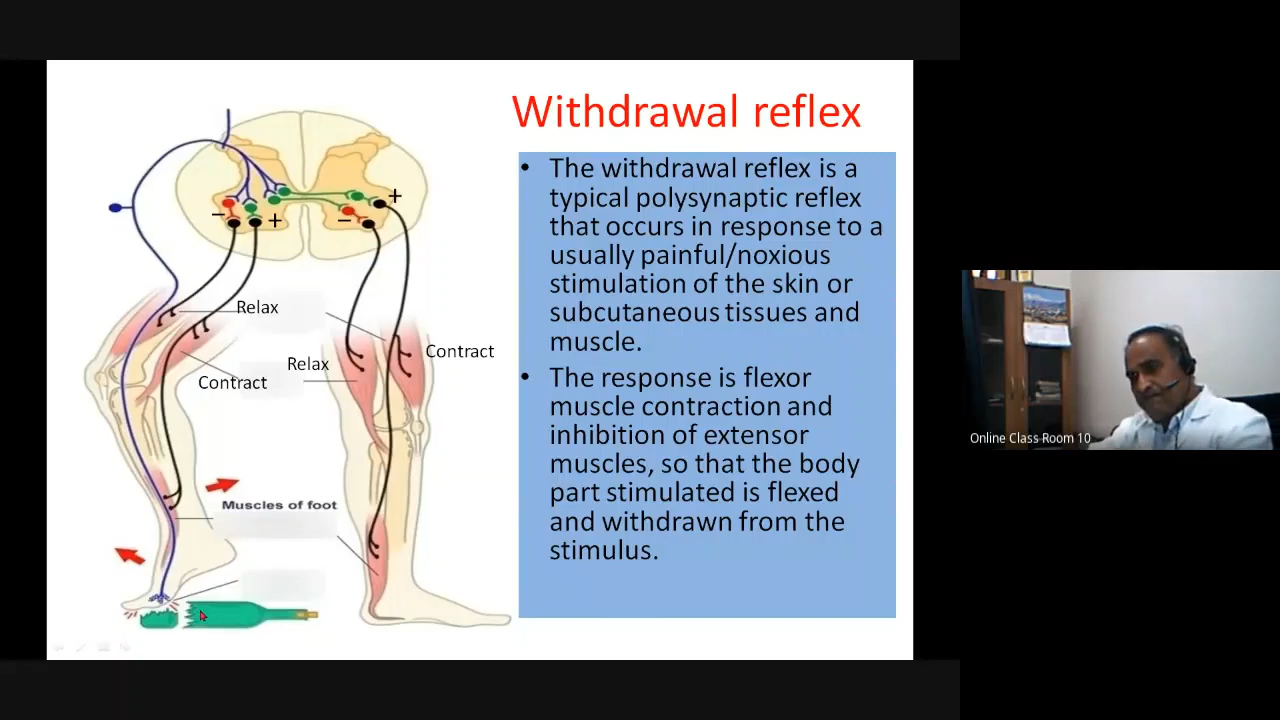 Withdrawal reflex
• The withdrawal reflex is a
typical polysynaptic reflex
that occurs in response to a
usually painful/noxious
stimulation of the skin or
subcutaneous tissues and
muscle.
• The response is flexor
muscle contraction and
inhibition of extensor
muscles, so that the body
part stimulated is flexed
and withdrawn from the
stimulus.
+
− + −
Relax
Relax
Contract
Contract
Muscles of foot
Online Class Room 10